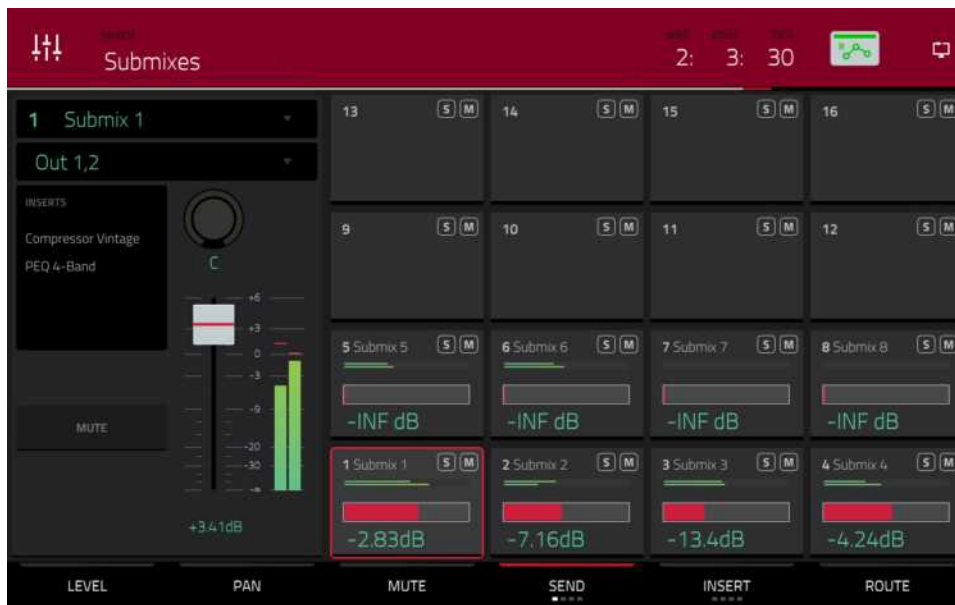 Submixes
2: 3: 30
1 Submix 1
Out 1,2
INSERTS
Compressor Vintage
PEQ 4-Band
C
+6
+3
0
-3
-9
-20
-30
-∞
MUTE
+3.41dB
13 S M
14 S M
15 S M
16 S M
9 S M
10 S M
11 S M
12 S M
5 Submix 5 S M
-INF dB
6 Submix 6 S M
-INF dB
7 Submix 7 S M
-INF dB
8 Submix 8 S M
-INF dB
1 Submix 1 S M
-2.83dB
2 Submix 2 S M
-7.16dB
3 Submix 3 S M
-13.4dB
4 Submix 4 S M
-4.24dB
LEVEL PAN MUTE SEND INSERT ROUTE